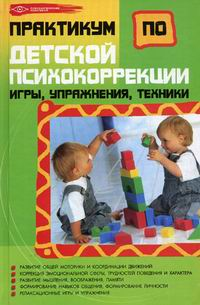 ПРАКТИКУМ ПО
ДЕТСКОЙ
ПСИХОКОРРЕКЦИИ
ИГРЫ, УПРАЖНЕНИЯ, ТЕХНИКИ
РАЗВИТИЕ ОБЩЕЙ МОТОРИКИ И КООРДИНАЦИИ ДВИЖЕНИЙ
КОРРЕКЦИЯ ЭМОЦИОНАЛЬНОЙ СФЕРЫ, ТРУДНОСТЕЙ ПОВЕДЕНИЯ И ХАРАКТЕРА
РАЗВИТИЕ МЫШЛЕНИЯ, ВООБРАЖЕНИЯ, ПАМЯТИ
ФОРМИРОВАНИЕ НАВЫКОВ ОБЩЕНИЯ, ФОРМИРОВАНИЕ ЛИЧНОСТИ
РЕЛАКСАЦИОННЫЕ ИГРЫ И УПРАЖНЕНИЯ